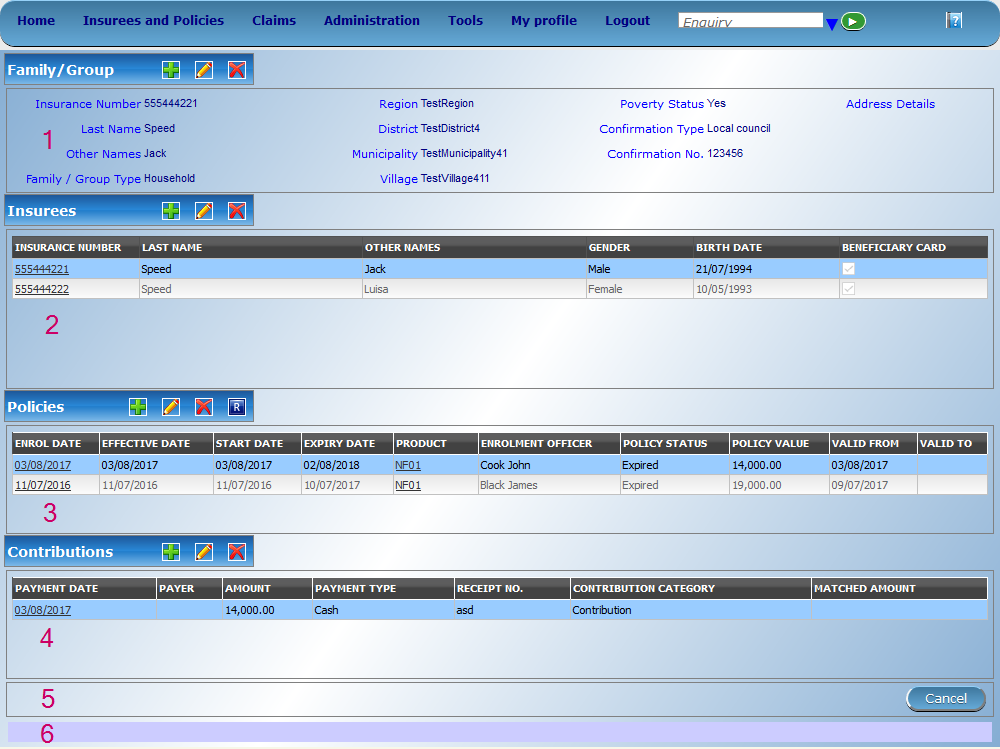 Home Insurees and Policies Claims Administration Tools My profile Logout Enquiry ?
Family/Group
Insurance Number 555444221 Region TestRegion Poverty Status Yes Address Details
1
Last Name Speed District TestDistrict4 Confirmation Type Local council
Other Names Jack Municipality TestMunicipality41 Confirmation No. 123456
Family / Group Type Household Village TestVillage411
Insurees
INSURANCE NUMBER LAST NAME OTHER NAMES GENDER BIRTH DATE BENEFICIARY CARD
555444221 Speed Jack Male 21/07/1994
555444222 Speed Luisa Female 10/05/1993
2
Policies R
ENROL DATE EFFECTIVE DATE START DATE EXPIRY DATE PRODUCT ENROLMENT OFFICER POLICY STATUS POLICY VALUE VALID FROM VALID TO
03/08/2017 03/08/2017 03/08/2017 02/08/2018 NF01 Cook John Expired 14,000.00 03/08/2017
11/07/2016 11/07/2016 11/07/2016 10/07/2017 NF01 Black James Expired 19,000.00 09/07/2017
3
Contributions
PAYMENT DATE PAYER AMOUNT PAYMENT TYPE RECEIPT NO. CONTRIBUTION CATEGORY MATCHED AMOUNT
03/08/2017 14,000.00 Cash asd Contribution
4
5 Cancel
6